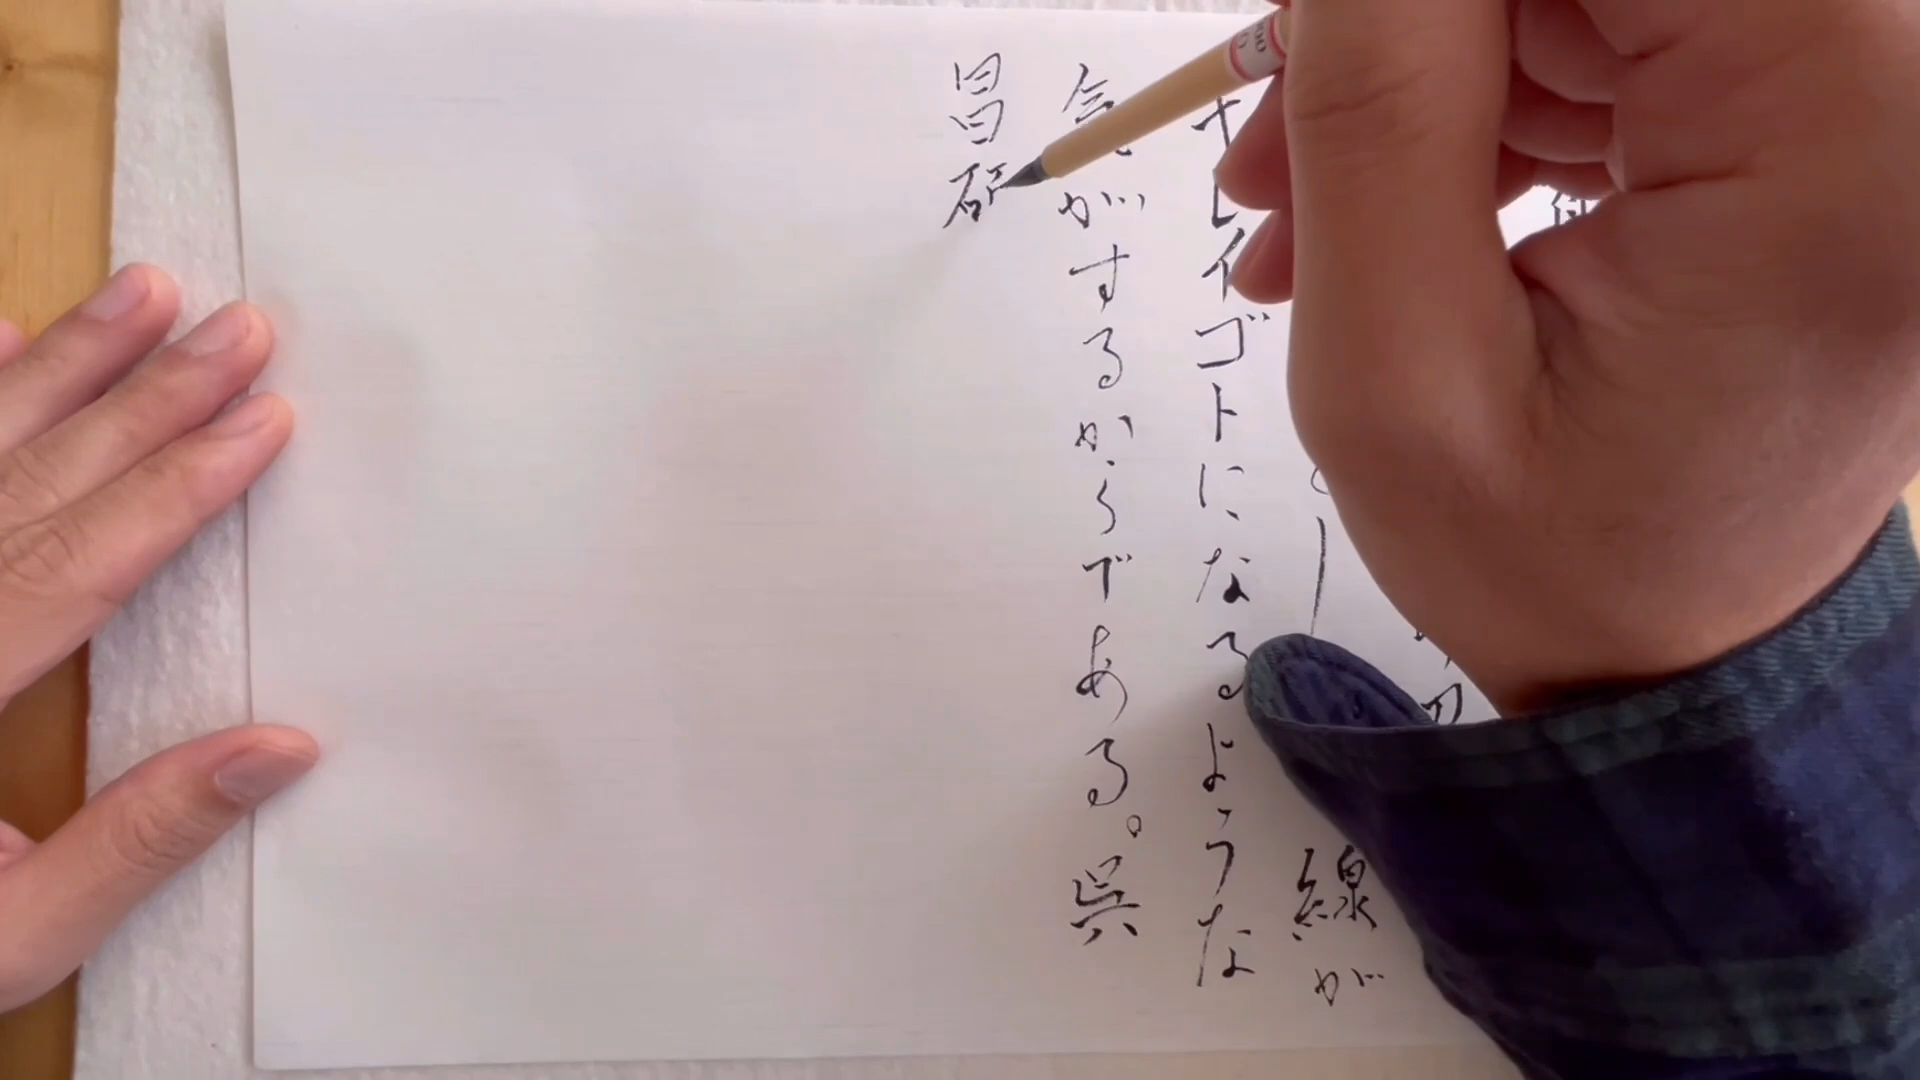 線が
キレイゴトになるような
気がするからである。呉
昌